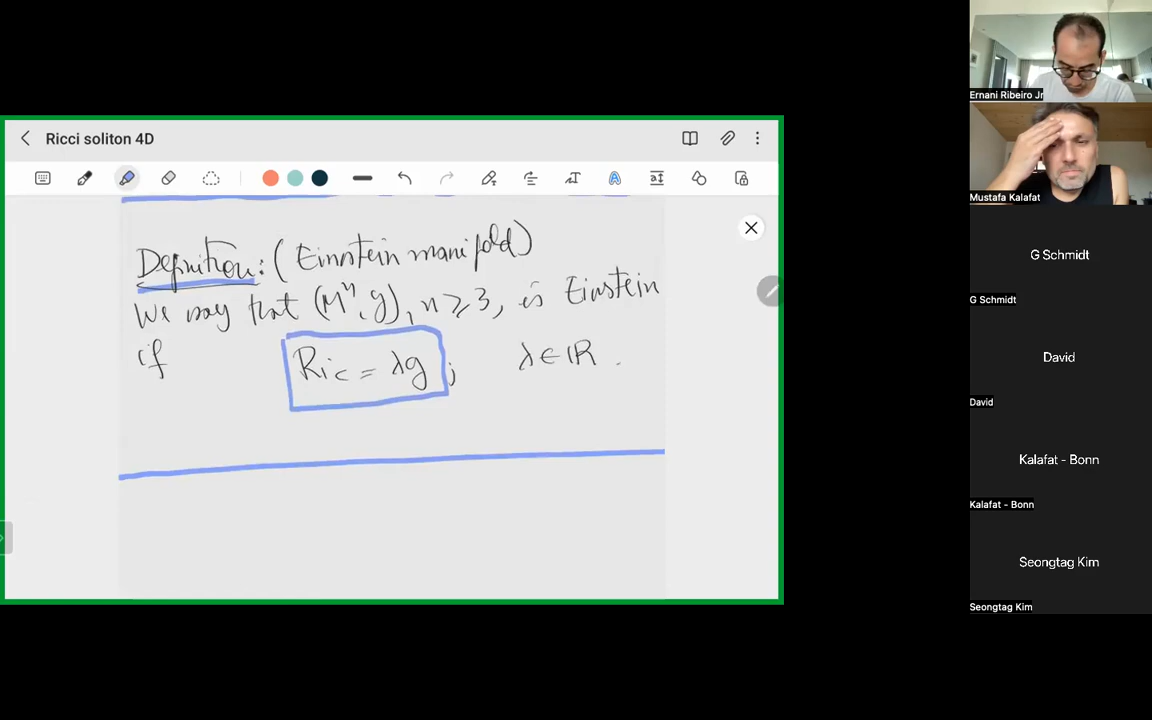 Ricci soliton 4D
Definition: (Einstein manifold)
We say that (Mⁿ, g), n ≥ 3, is Einstein
if Ric = λg ; λ ∈ ℝ .
Ernani Ribeiro Jr
Mustafa Kalafat
G Schmidt
G Schmidt
David
David
Kalafat - Bonn
Kalafat - Bonn
Seongtag Kim
Seongtag Kim